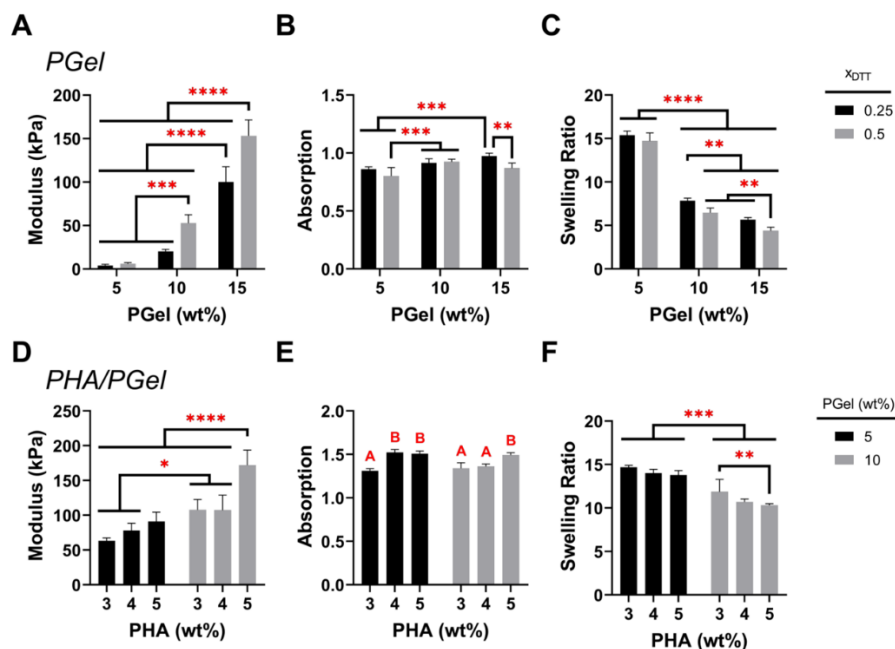 A
B
C
PGel
Modulus (kPa)
200
150
100
50
0
****
****
***
5 10 15
PGel (wt%)
Absorption
1.5
1.0
0.5
0.0
***
***
**
5 10 15
PGel (wt%)
Swelling Ratio
20
15
10
5
0
****
**
**
5 10 15
PGel (wt%)
xDTT
0.25
0.5
D
E
F
PHA/PGel
Modulus (kPa)
250
200
150
100
50
0
****
*
3 4 5 3 4 5
PHA (wt%)
Absorption
2.0
1.5
1.0
0.5
0.0
A B B A A B
3 4 5 3 4 5
PHA (wt%)
Swelling Ratio
20
15
10
5
0
***
**
3 4 5 3 4 5
PHA (wt%)
PGel (wt%)
5
10